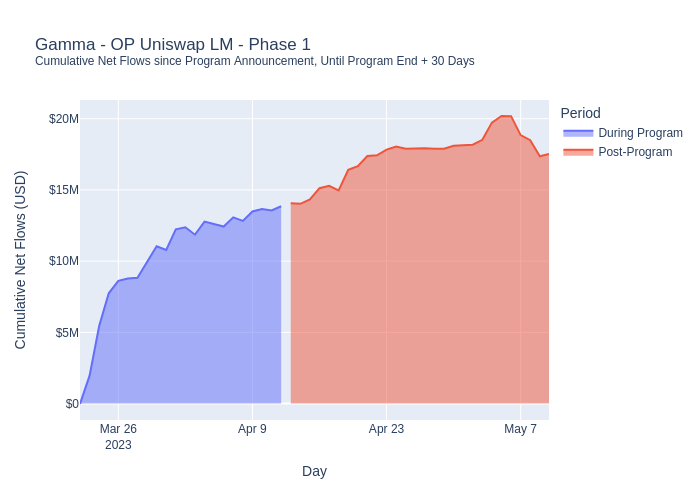 Gamma - OP Uniswap LM - Phase 1
Cumulative Net Flows since Program Announcement, Until Program End + 30 Days
Period
During Program
Post-Program
$20M
$15M
$10M
$5M
$0
Cumulative Net Flows (USD)
Mar 26
2023
Apr 9
Apr 23
May 7
Day